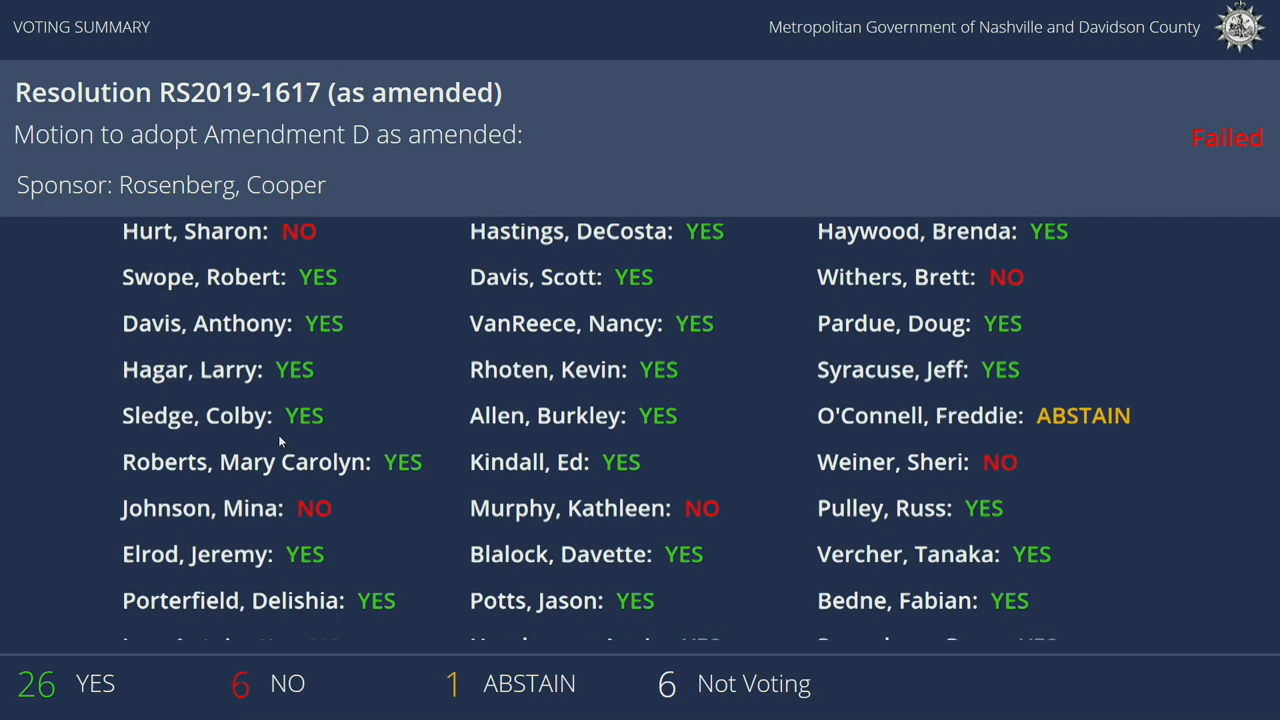 VOTING SUMMARY
Metropolitan Government of Nashville and Davidson County
Resolution RS2019-1617 (as amended)
Motion to adopt Amendment D as amended:
Failed
Sponsor: Rosenberg, Cooper
Hurt, Sharon: NO Hastings, DeCosta: YES Haywood, Brenda: YES
Swope, Robert: YES Davis, Scott: YES Withers, Brett: NO
Davis, Anthony: YES VanReece, Nancy: YES Pardue, Doug: YES
Hagar, Larry: YES Rhoten, Kevin: YES Syracuse, Jeff: YES
Sledge, Colby: YES Allen, Burkley: YES O'Connell, Freddie: ABSTAIN
Roberts, Mary Carolyn: YES Kindall, Ed: YES Weiner, Sheri: NO
Johnson, Mina: NO Murphy, Kathleen: NO Pulley, Russ: YES
Elrod, Jeremy: YES Blalock, Davette: YES Vercher, Tanaka: YES
Porterfield, Delishia: YES Potts, Jason: YES Bedne, Fabian: YES
26 YES 6 NO 1 ABSTAIN 6 Not Voting